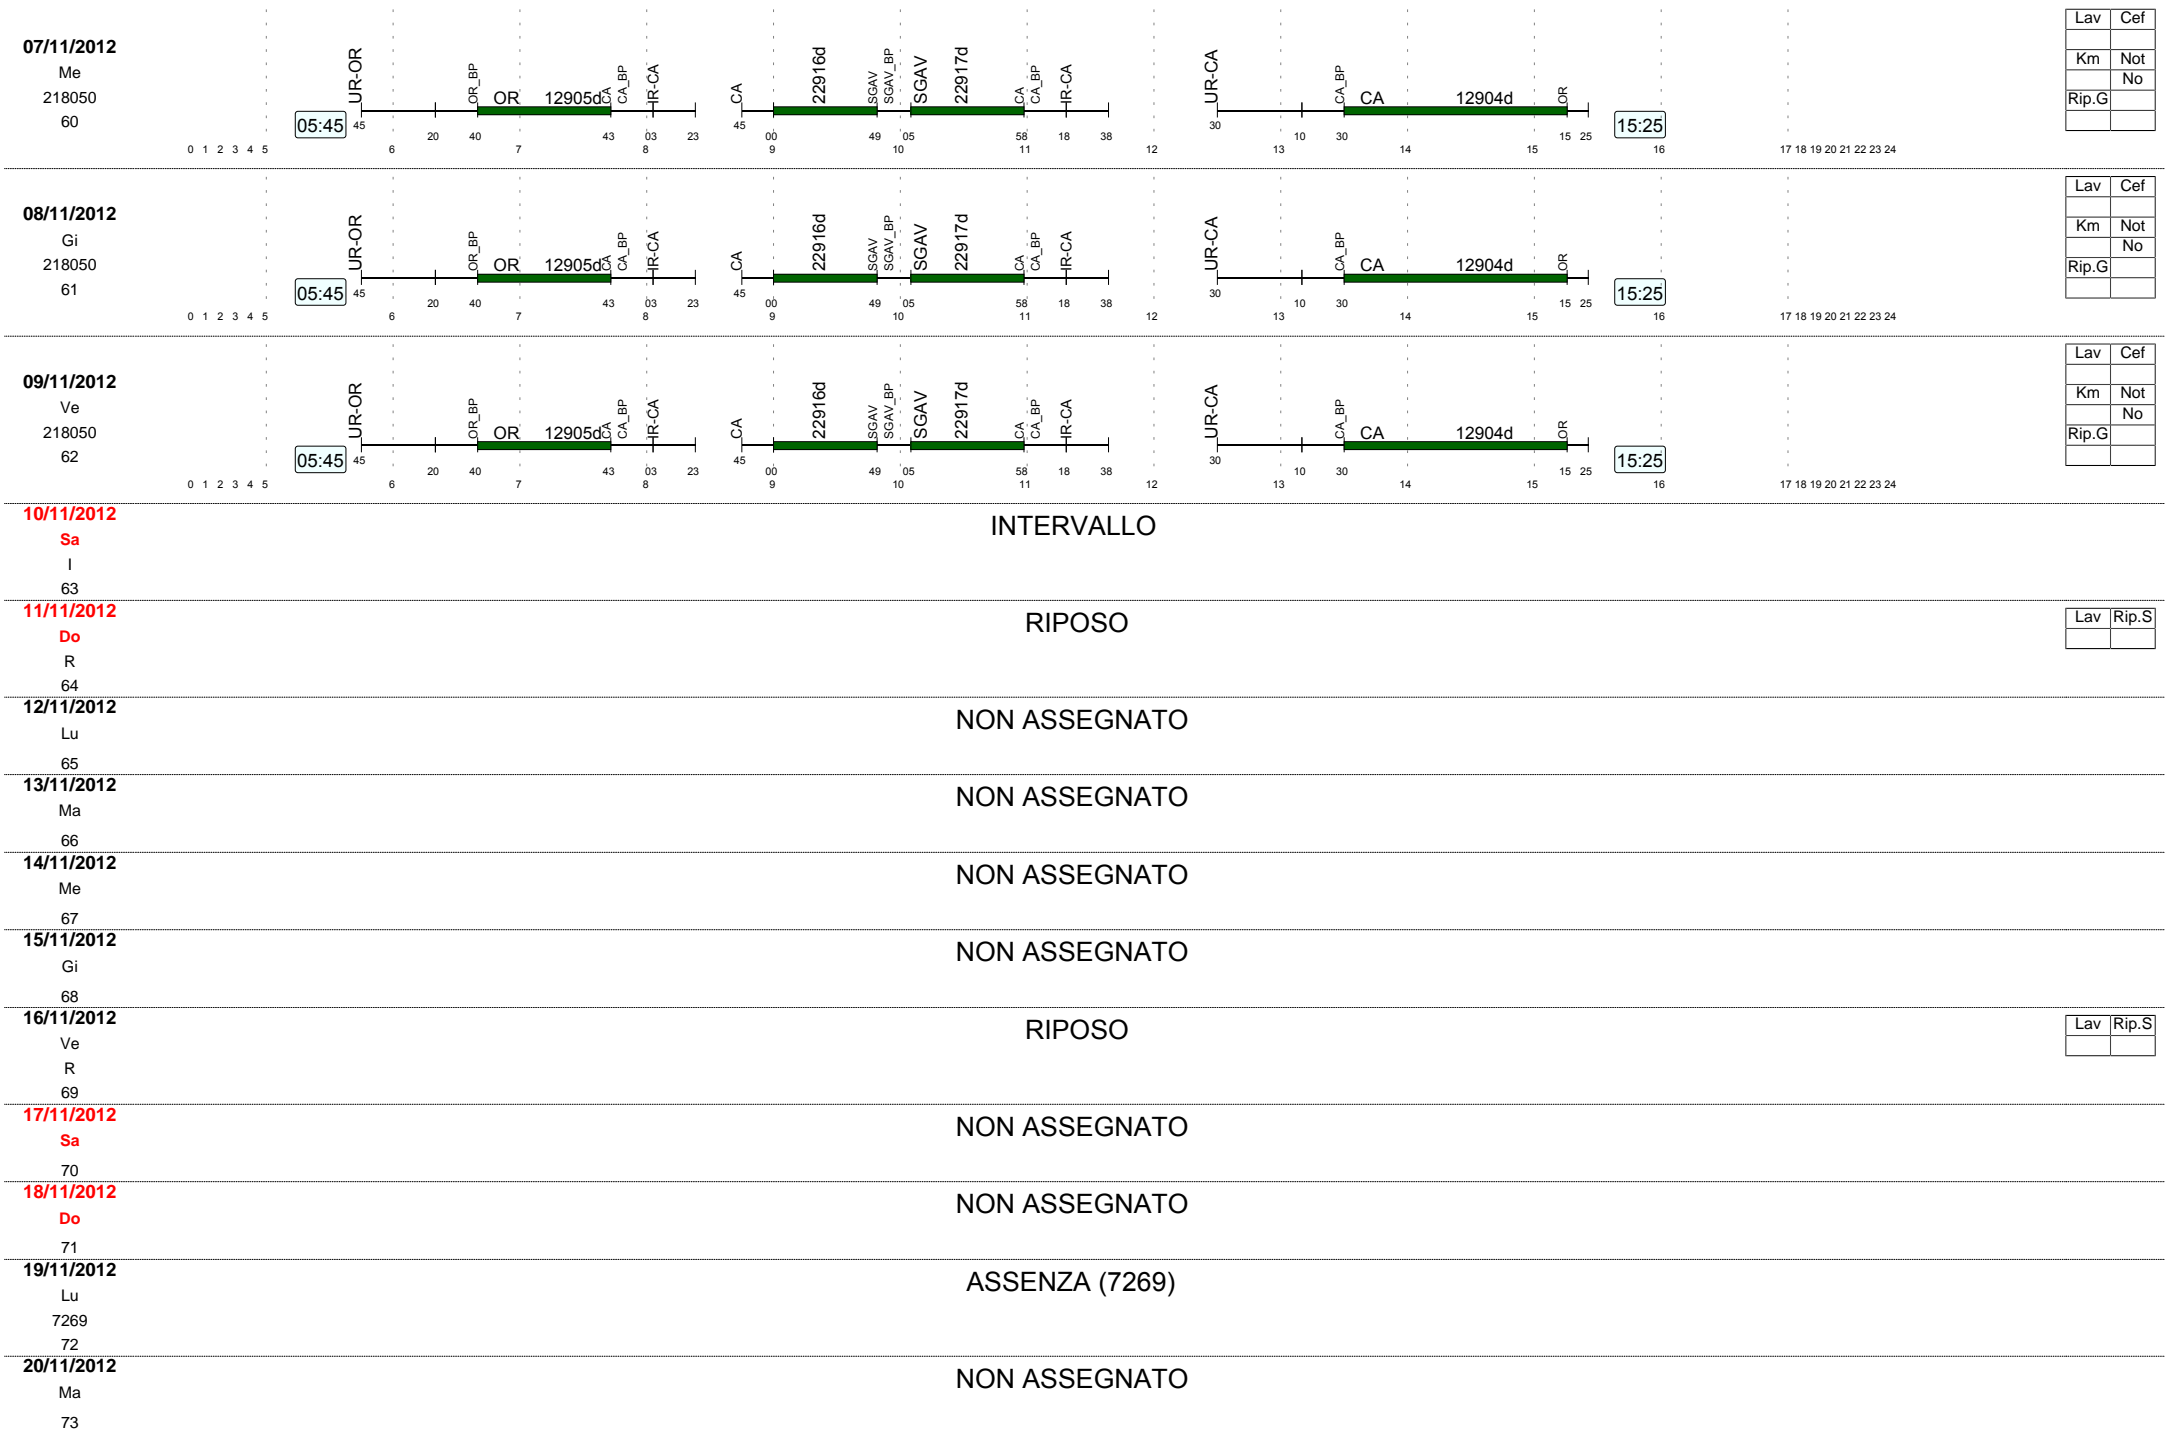 07/11/2012
Me
218050
60
05:45
UR-OR OR_BP OR 12905d CA CA_BP IR-CA CA 22916d SGAV SGAV_BP SGAV 22917d CA CA_BP IR-CA UR-CA CA_BP CA 12904d OR
15:25
45 20 40 43 03 23 45 00 49 05 58 18 38 30 10 30 15 25
0 1 2 3 4 5 6 7 8 9 10 11 12 13 14 15 16 17 18 19 20 21 22 23 24
Lav Cef
Km Not
No
Rip.G
08/11/2012
Gi
218050
61
05:45
UR-OR OR_BP OR 12905d CA CA_BP IR-CA CA 22916d SGAV SGAV_BP SGAV 22917d CA CA_BP IR-CA UR-CA CA_BP CA 12904d OR
15:25
45 20 40 43 03 23 45 00 49 05 58 18 38 30 10 30 15 25
0 1 2 3 4 5 6 7 8 9 10 11 12 13 14 15 16 17 18 19 20 21 22 23 24
Lav Cef
Km Not
No
Rip.G
09/11/2012
Ve
218050
62
05:45
UR-OR OR_BP OR 12905d CA CA_BP IR-CA CA 22916d SGAV SGAV_BP SGAV 22917d CA CA_BP IR-CA UR-CA CA_BP CA 12904d OR
15:25
45 20 40 43 03 23 45 00 49 05 58 18 38 30 10 30 15 25
0 1 2 3 4 5 6 7 8 9 10 11 12 13 14 15 16 17 18 19 20 21 22 23 24
Lav Cef
Km Not
No
Rip.G
10/11/2012
INTERVALLO
Sa
I
63
11/11/2012
RIPOSO
Lav Rip.S
Do
R
64
12/11/2012
NON ASSEGNATO
Lu
65
13/11/2012
NON ASSEGNATO
Ma
66
14/11/2012
NON ASSEGNATO
Me
67
15/11/2012
NON ASSEGNATO
Gi
68
16/11/2012
RIPOSO
Lav Rip.S
Ve
R
69
17/11/2012
NON ASSEGNATO
Sa
70
18/11/2012
NON ASSEGNATO
Do
71
19/11/2012
ASSENZA (7269)
Lu
7269
72
20/11/2012
NON ASSEGNATO
Ma
73